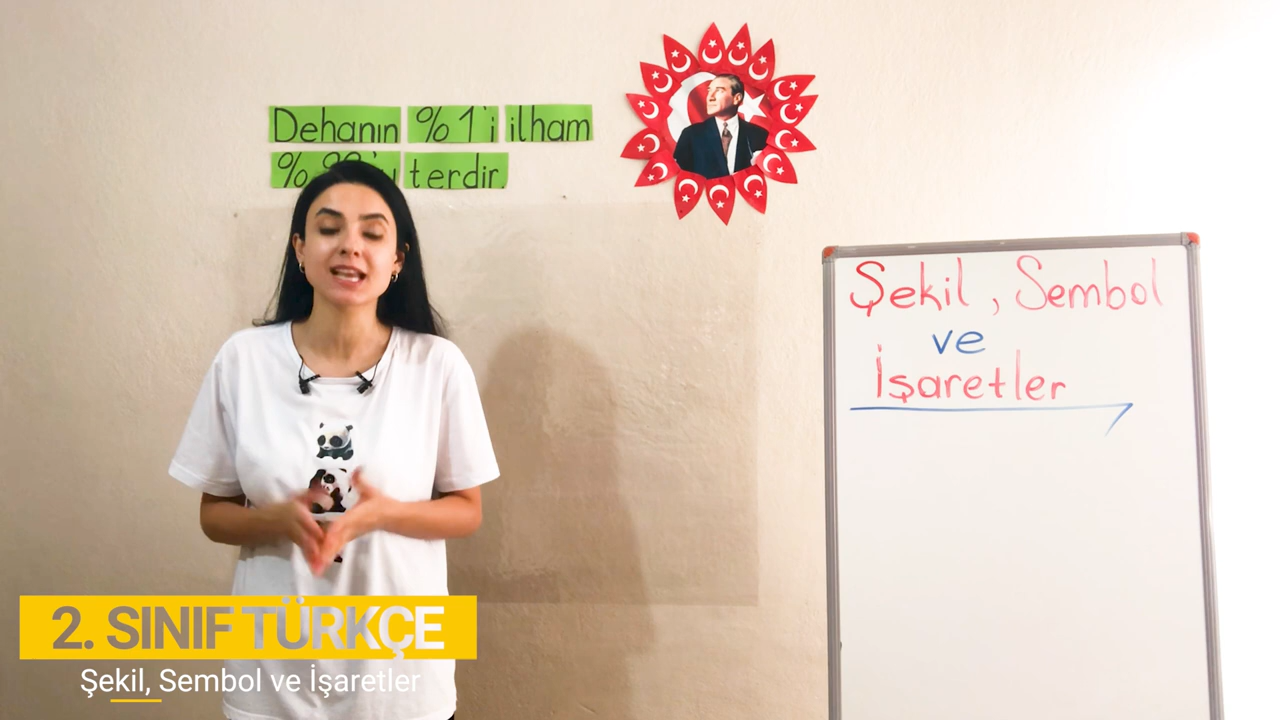 Dehanın %1'i ilham
terdir.
Şekil, Sembol
ve
İşaretler
2. SINIF TÜRKÇE
Şekil, Sembol ve İşaretler